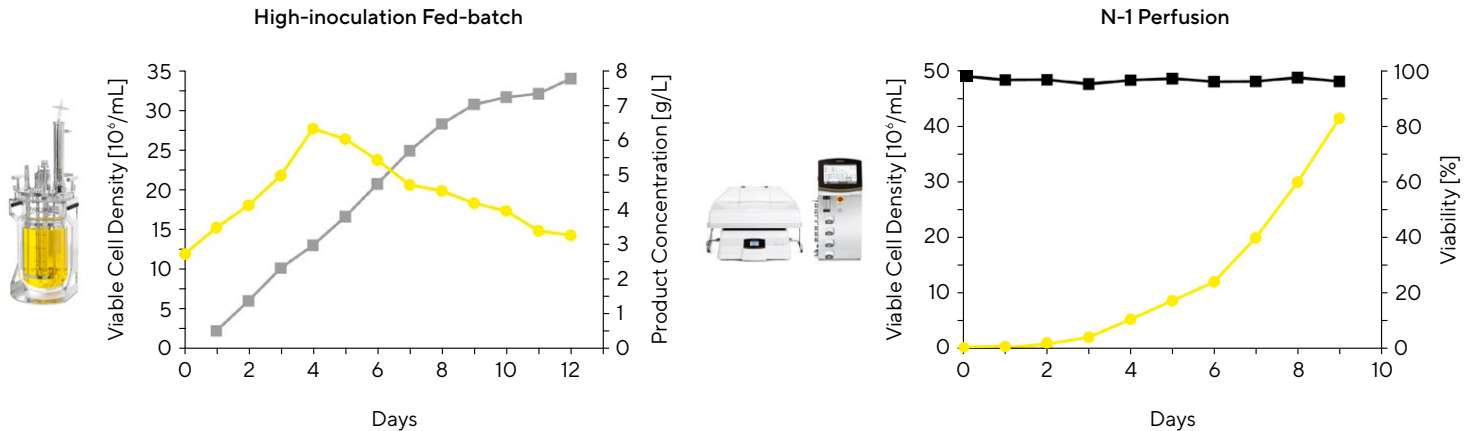 High-inoculation Fed-batch
Viable Cell Density [10⁶/mL]
35
30
25
20
15
10
5
0
8
7
6
5
4
3
2
1
0
Product Concentration [g/L]
0 2 4 6 8 10 12
Days
N-1 Perfusion
Viable Cell Density [10⁶/mL]
50
40
30
20
10
0
100
80
60
40
20
0
Viability [%]
0 2 4 6 8 10
Days